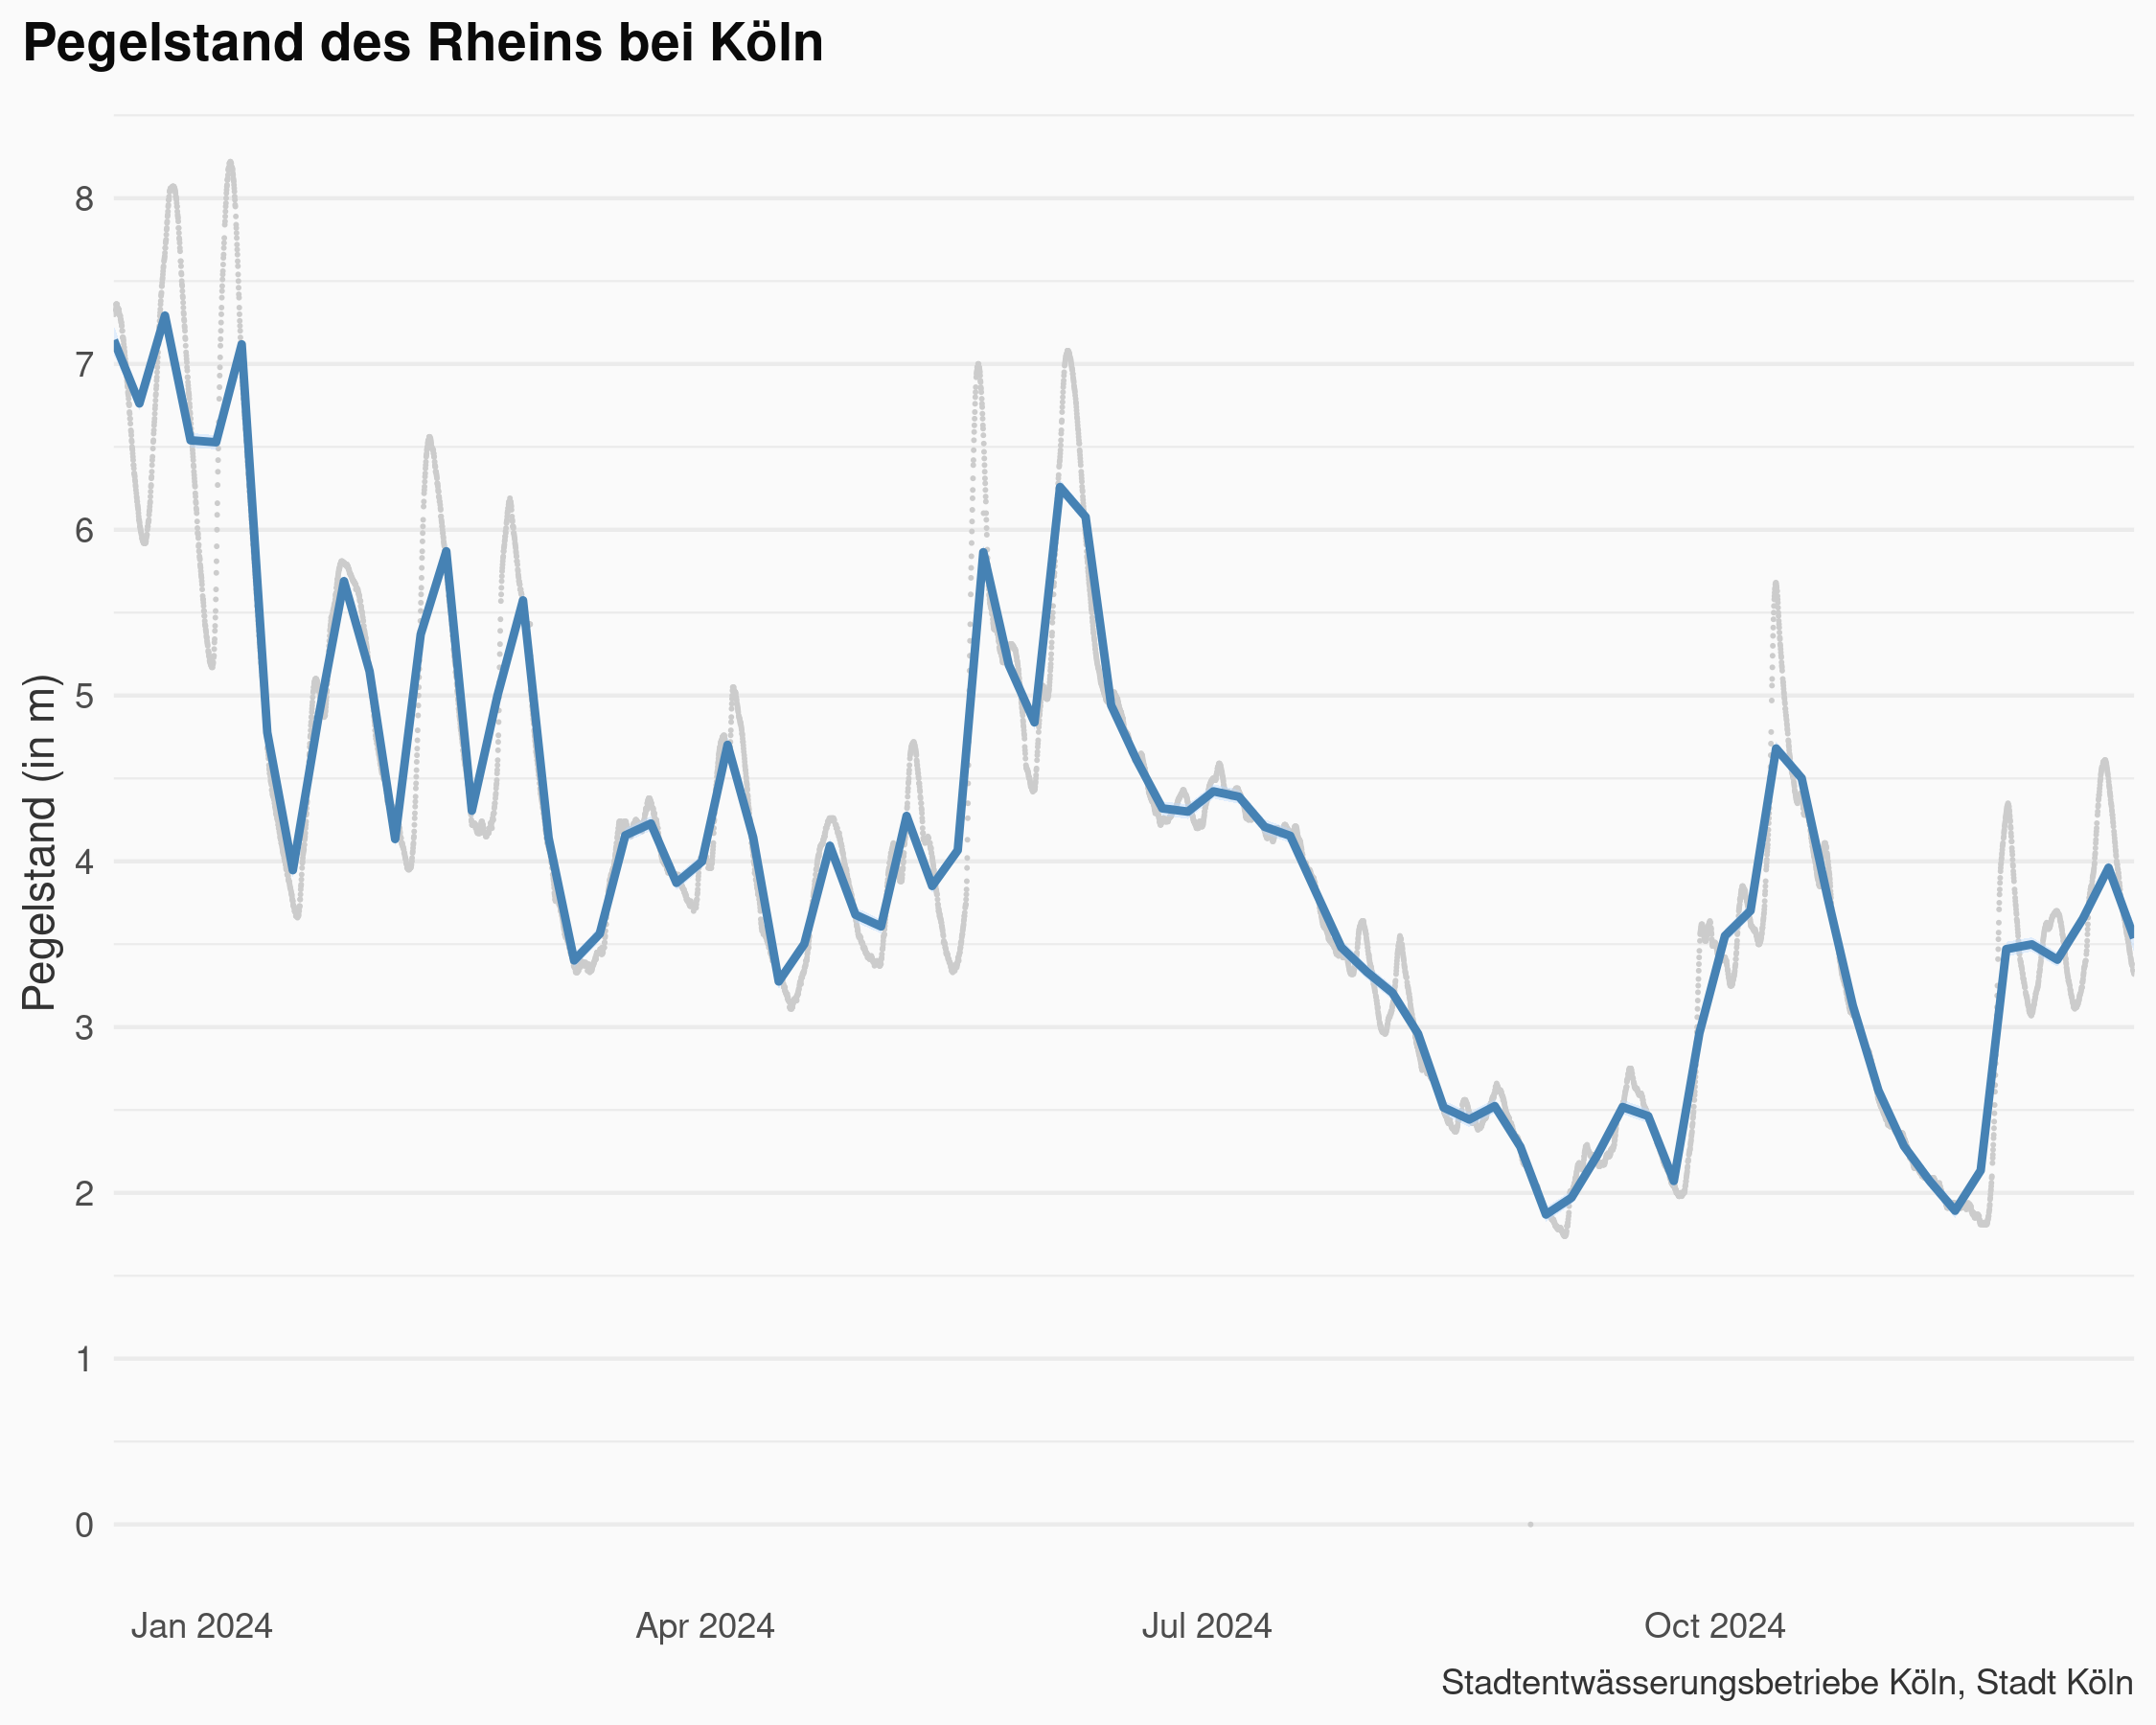 Pegelstand des Rheins bei Köln
Pegelstand (in m)
8
7
6
5
4
3
2
1
0
Jan 2024
Apr 2024
Jul 2024
Oct 2024
Stadtentwässerungsbetriebe Köln, Stadt Köln